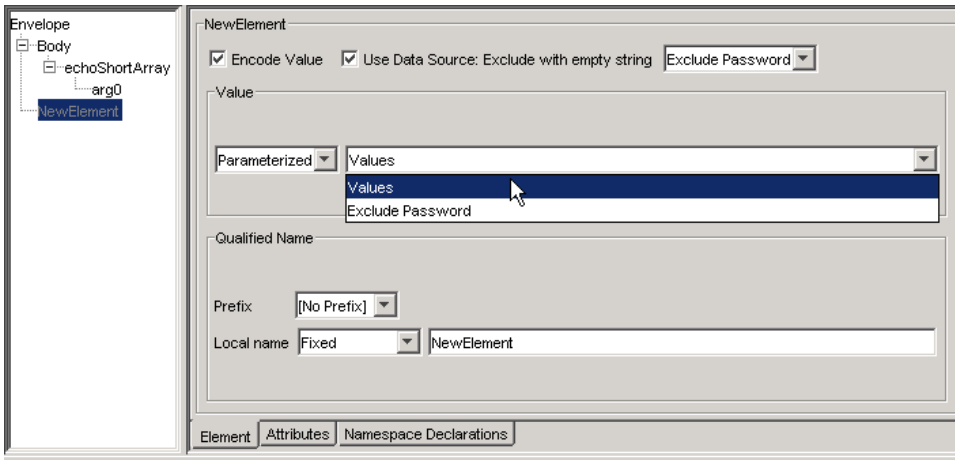 Envelope
Body
echoShortArray
arg0
NewElement
NewElement
Encode Value Use Data Source: Exclude with empty string Exclude Password
Value
Parameterized Values
Values
Exclude Password
Qualified Name
Prefix [No Prefix]
Local name Fixed NewElement
Element Attributes Namespace Declarations